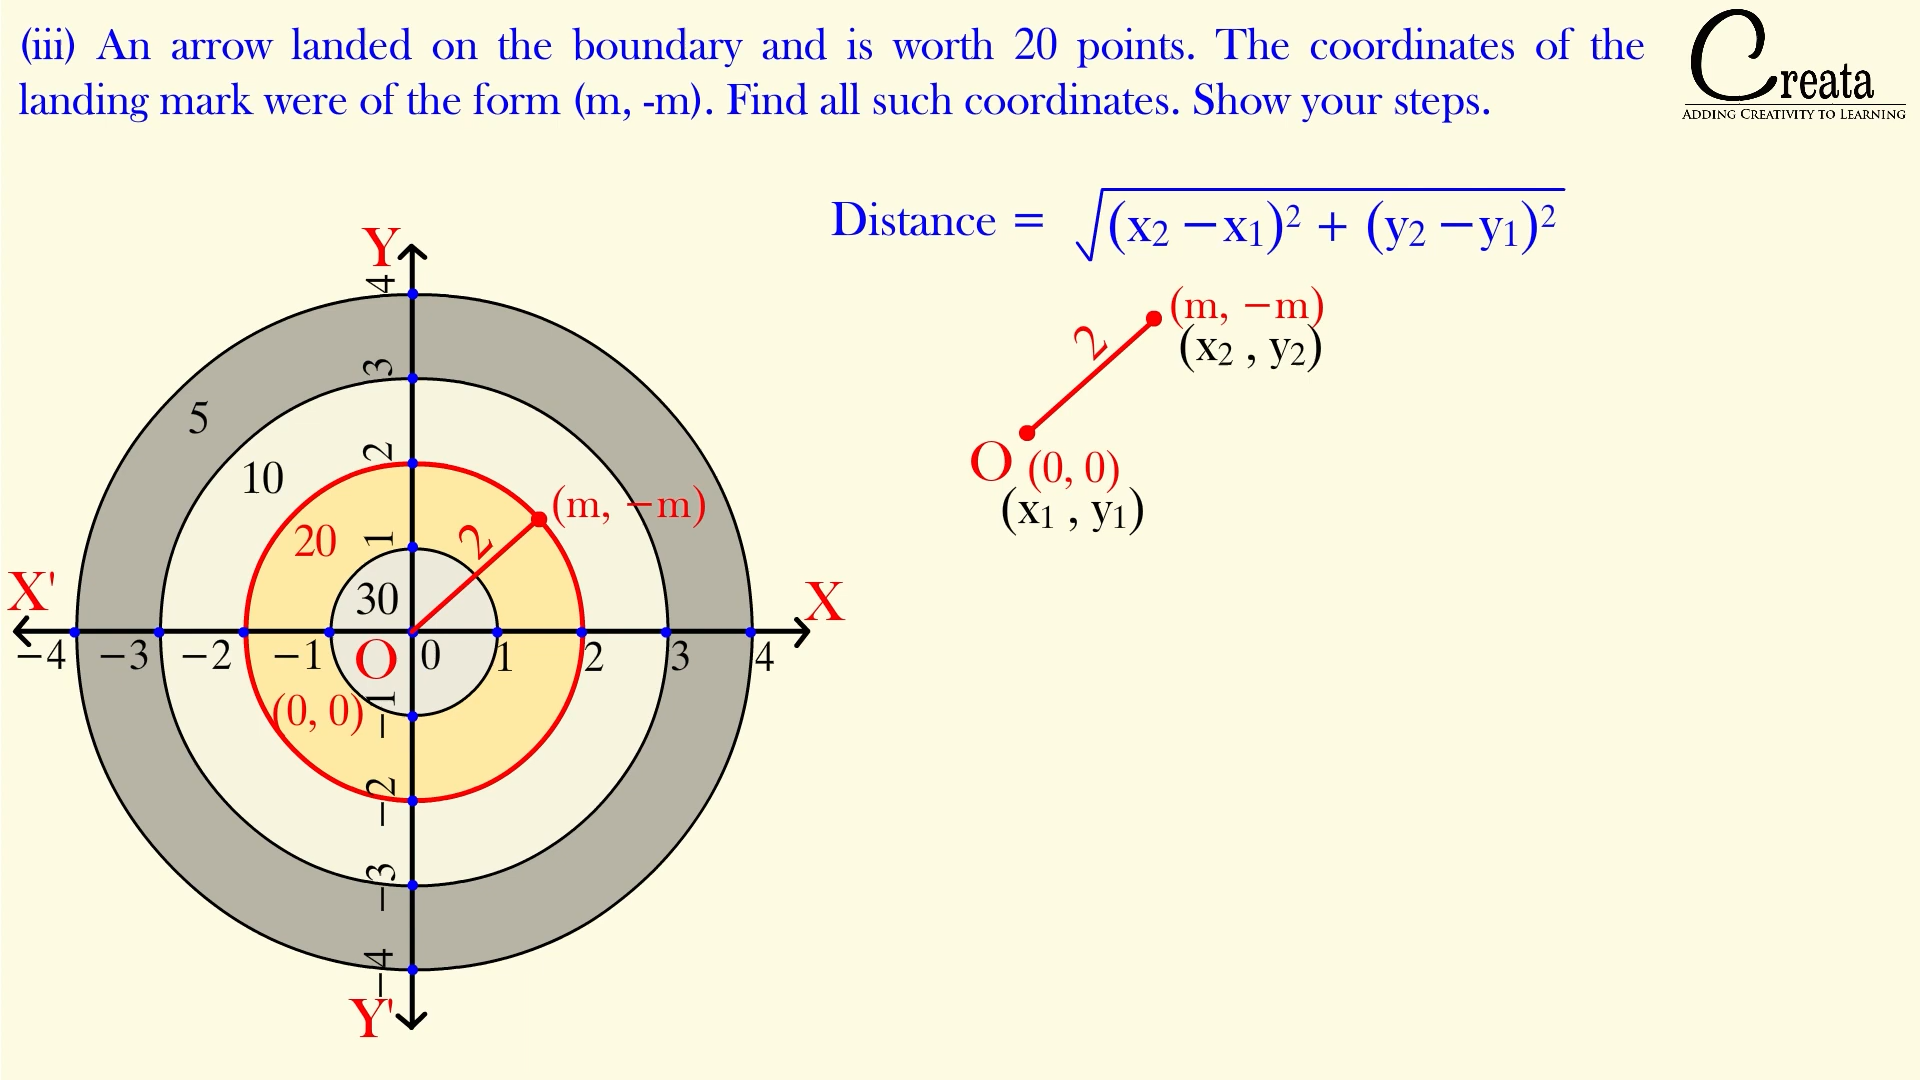 (iii) An arrow landed on the boundary and is worth 20 points. The coordinates of the
landing mark were of the form (m, -m). Find all such coordinates. Show your steps.
Creata
ADDING CREATIVITY TO LEARNING
Distance = √(x₂ −x₁)² + (y₂ −y₁)²
(m, −m)
(x₂ , y₂)
2
O (0, 0)
(x₁ , y₁)
Y
4
3
5
2
10
(m, −m)
20
1
2
30
X'
X
−4 −3 −2 −1 O 0 1 2 3 4
(0, 0)
−1
−2
−3
−4
Y'